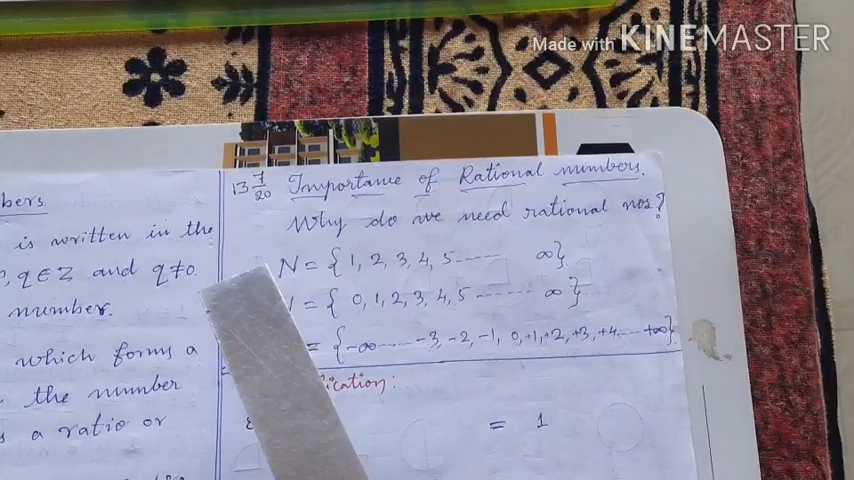 Made with KINEMASTER
bers
is written in the
p, q ∈ Z and q ≠ 0.
number.
which forms a
the number
a ratio or
13 7/20 Importance of Rational numbers.
Why do we need rational nos.?
N = { 1, 2, 3, 4, 5 ------ ∞}
= { 0, 1, 2, 3, 4, 5 ------- ∞ }
= { -∞ ...... -3, -2, -1, 0, +1, +2, +3, +4 ---- +∞}.
ication:
= 1